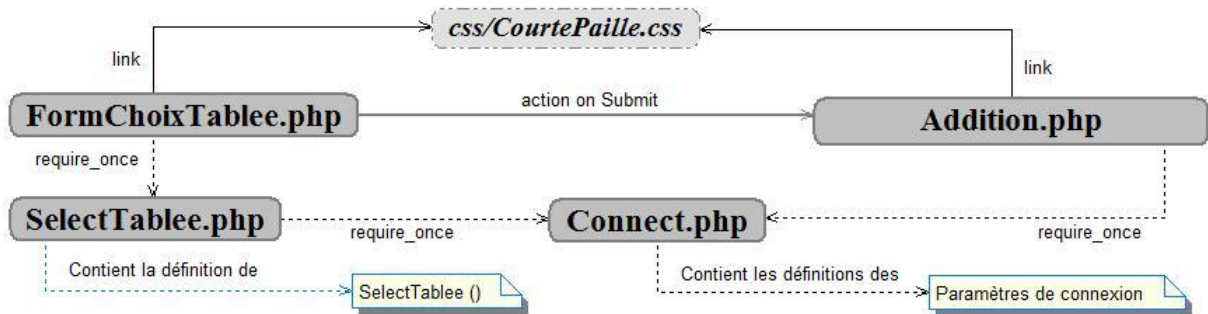 css/CourtePaille.css
link
link
action on Submit
FormChoixTablee.php
Addition.php
require_once
SelectTablee.php
Connect.php
require_once
require_once
Contient la définition de
Contient les définitions des
SelectTablee ()
Paramètres de connexion